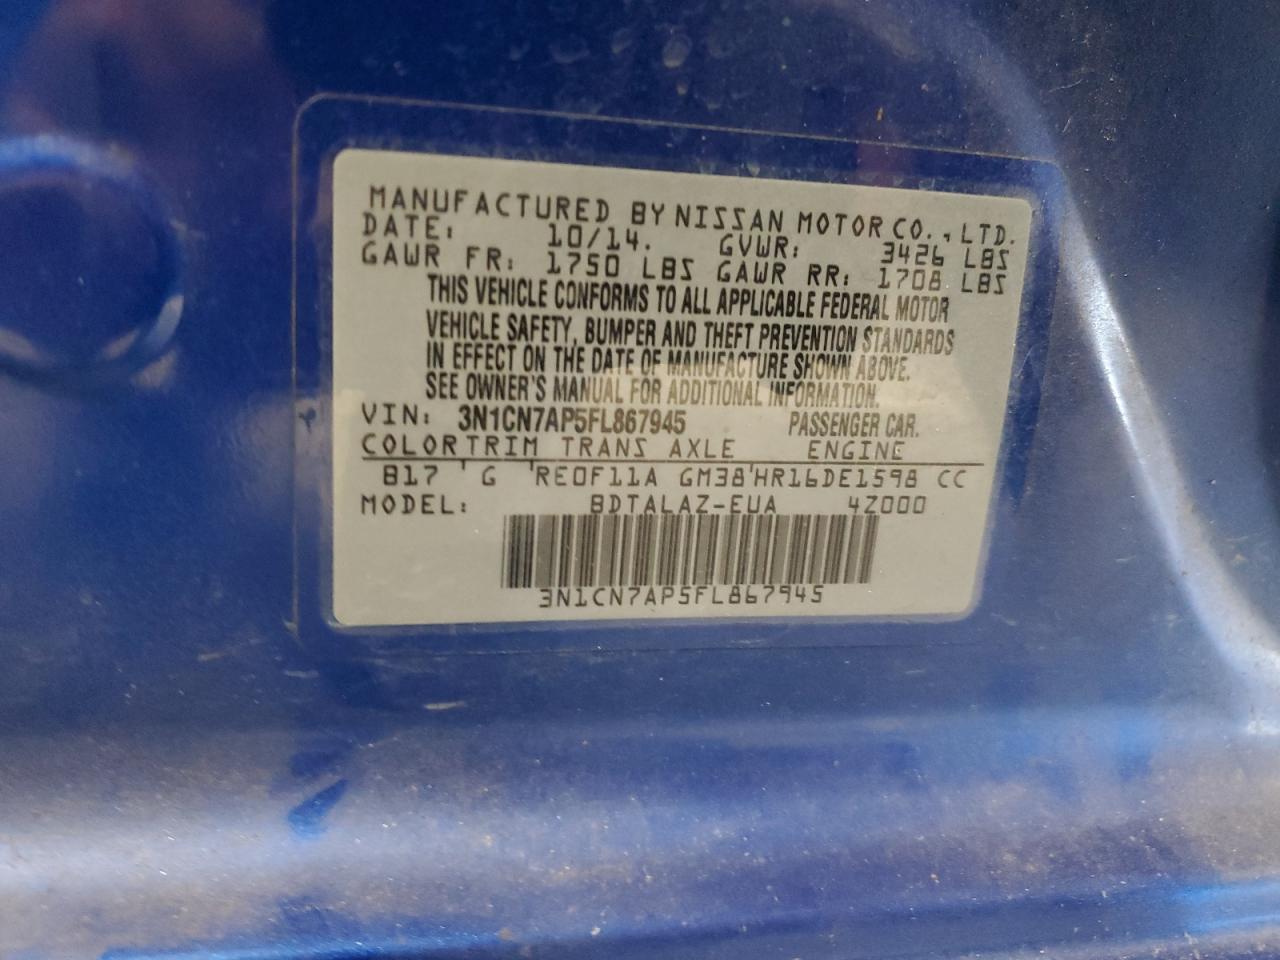 MANUFACTURED BY NISSAN MOTOR CO., LTD.
DATE: 10/14. GVWR: 3426 LBS
GAWR FR: 1750 LBS GAWR RR: 1708 LBS
THIS VEHICLE CONFORMS TO ALL APPLICABLE FEDERAL MOTOR
VEHICLE SAFETY, BUMPER AND THEFT PREVENTION STANDARDS
IN EFFECT ON THE DATE OF MANUFACTURE SHOWN ABOVE.
SEE OWNER'S MANUAL FOR ADDITIONAL INFORMATION.
VIN: 3N1CN7AP5FL867945 PASSENGER CAR.
COLOR TRIM TRANS AXLE ENGINE
B17 ' G ' RE0F11A GM38 ' HR16DE1598 CC
MODEL: BDTALAZ-EUA 4Z000
3N1CN7AP5FL867945